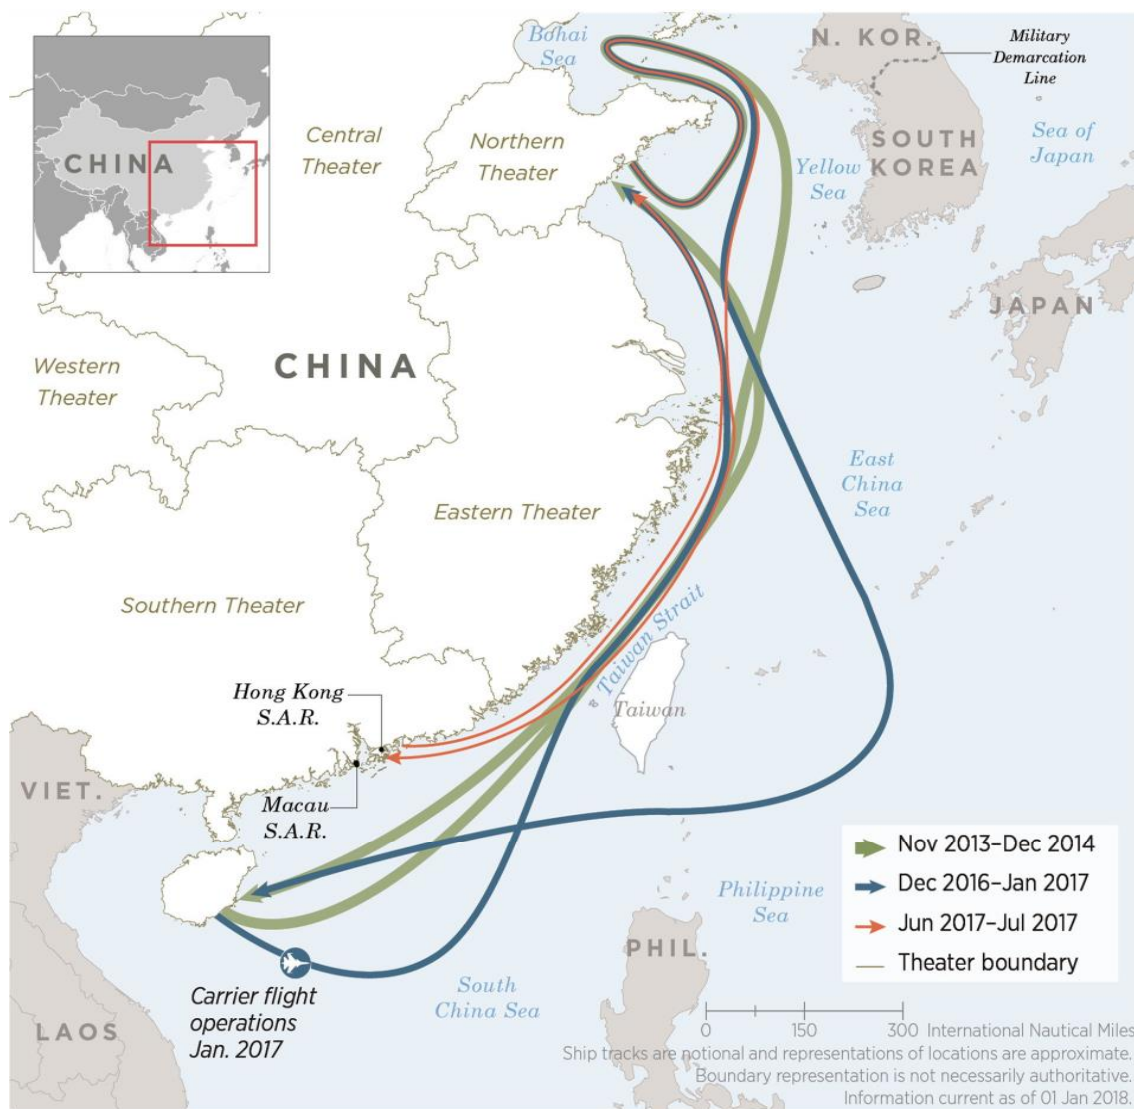 Bohai
Sea
N. KOR.
Military
Demarcation
Line
CHINA
Central
Theater
Northern
Theater
SOUTH
KOREA
Sea of
Japan
Yellow
Sea
JAPAN
Western
Theater
CHINA
East
China
Sea
Eastern Theater
Southern Theater
Taiwan Strait
Hong Kong
S.A.R.
Taiwan
VIET.
Macau
S.A.R.
Nov 2013–Dec 2014
Dec 2016–Jan 2017
Jun 2017–Jul 2017
Theater boundary
Philippine
Sea
PHIL.
South
China Sea
Carrier flight
operations
Jan. 2017
LAOS
0 150 300 International Nautical Miles
Ship tracks are notional and representations of locations are approximate.
Boundary representation is not necessarily authoritative.
Information current as of 01 Jan 2018.